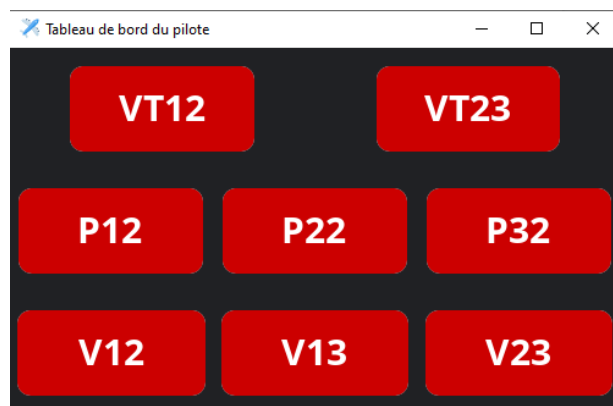 Tableau de bord du pilote
VT12 VT23
P12 P22 P32
V12 V13 V23